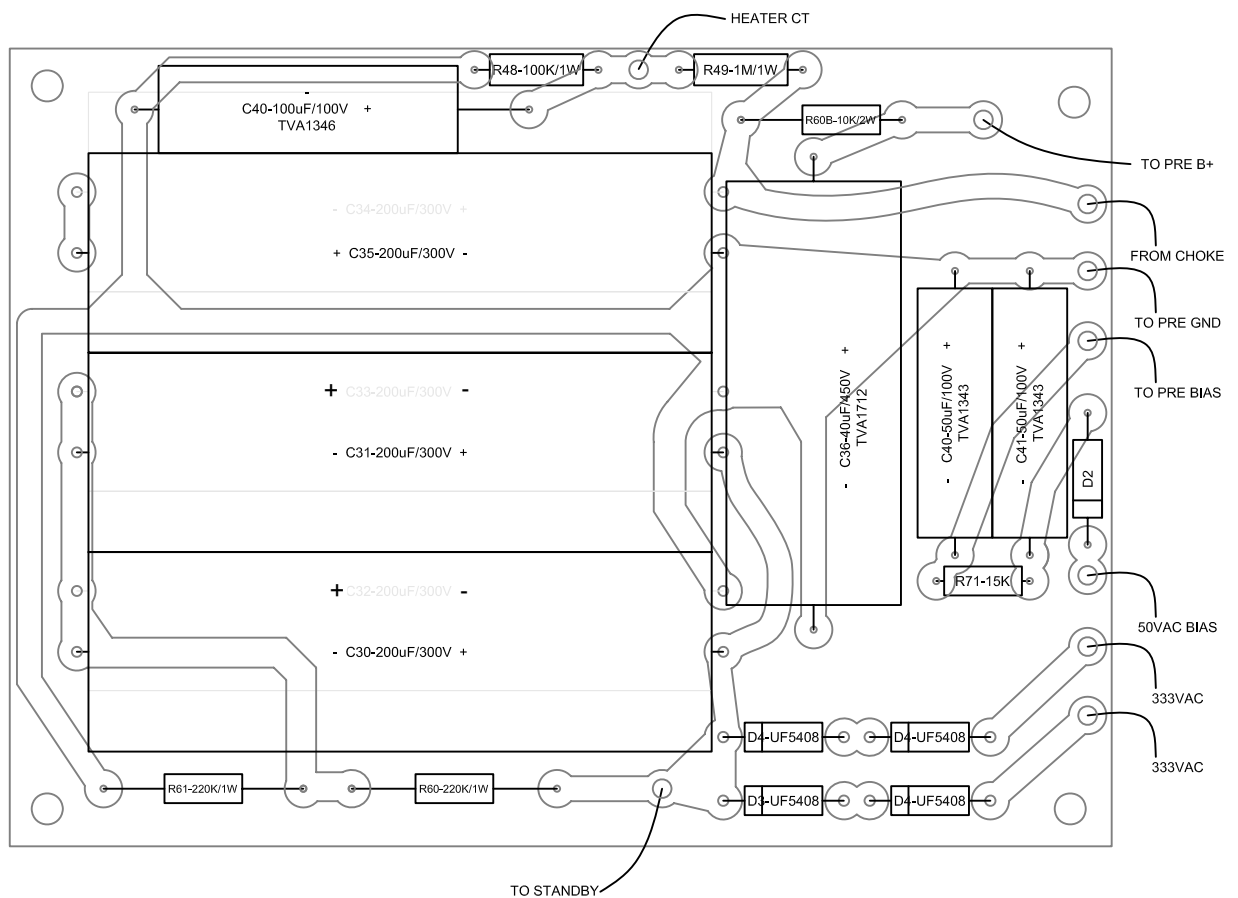 HEATER CT
R48-100K/1W
R49-1M/1W
-
C40-100uF/100V +
TVA1346
R60B-10K/2W
TO PRE B+
- C34-200uF/300V +
+ C35-200uF/300V -
FROM CHOKE
TO PRE GND
TO PRE BIAS
+ C33-200uF/300V -
- C31-200uF/300V +
- C36-40uF/450V +
TVA1712
- C40-50uF/100V +
TVA1343
- C41-50uF/100V +
TVA1343
D2
R71-15K
50VAC BIAS
+ C32-200uF/300V -
- C30-200uF/300V +
333VAC
D4-UF5408
D4-UF5408
333VAC
R61-220K/1W
R60-220K/1W
D3-UF5408
D4-UF5408
TO STANDBY